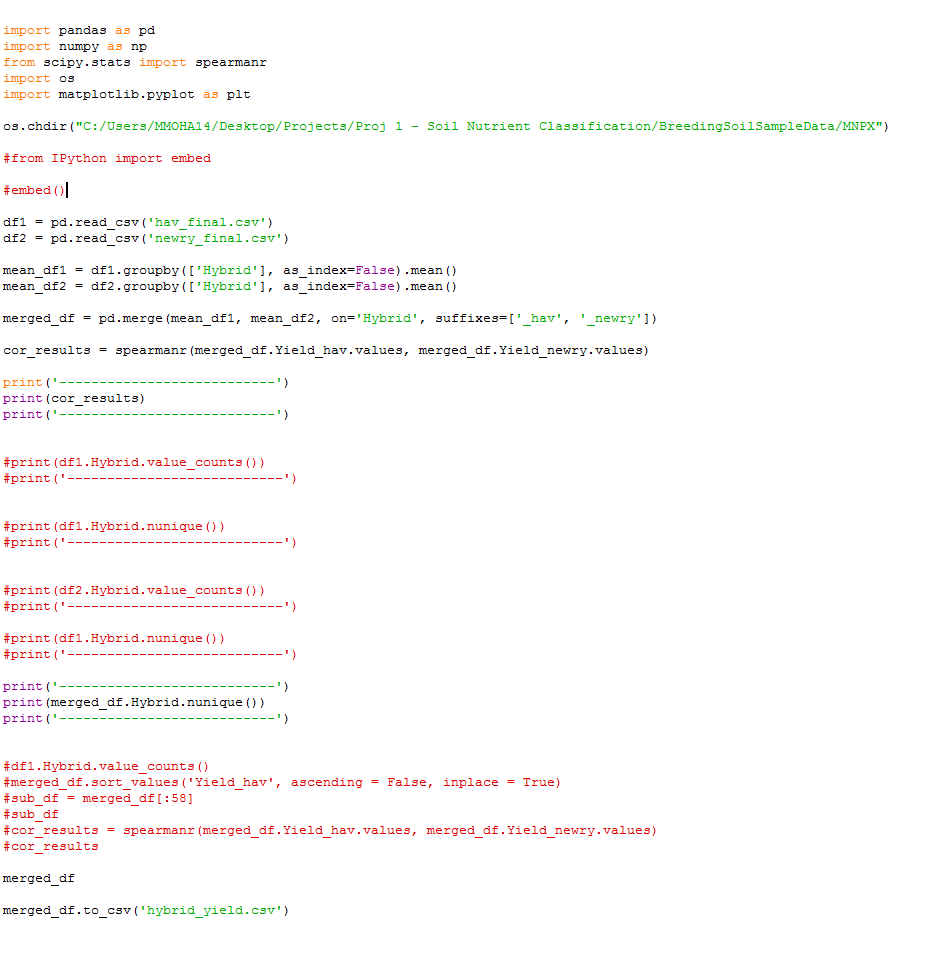 import pandas as pd
import numpy as np
from scipy.stats import spearmanr
import os
import matplotlib.pyplot as plt
os.chdir("C:/Users/MMOHA14/Desktop/Projects/Proj 1 - Soil Nutrient Classification/BreedingSoilSampleData/MNPX")
#from IPython import embed
#embed()
df1 = pd.read_csv('hav_final.csv')
df2 = pd.read_csv('newry_final.csv')
mean_df1 = df1.groupby(['Hybrid'], as_index=False).mean()
mean_df2 = df2.groupby(['Hybrid'], as_index=False).mean()
merged_df = pd.merge(mean_df1, mean_df2, on='Hybrid', suffixes=['_hav', '_newry'])
cor_results = spearmanr(merged_df.Yield_hav.values, merged_df.Yield_newry.values)
print('---------------------------')
print(cor_results)
print('---------------------------')
#print(df1.Hybrid.value_counts())
#print('---------------------------')
#print(df1.Hybrid.nunique())
#print('---------------------------')
#print(df2.Hybrid.value_counts())
#print('---------------------------')
#print(df1.Hybrid.nunique())
#print('---------------------------')
print('---------------------------')
print(merged_df.Hybrid.nunique())
print('---------------------------')
#df1.Hybrid.value_counts()
#merged_df.sort_values('Yield_hav', ascending = False, inplace = True)
#sub_df = merged_df[:58]
#sub_df
#cor_results = spearmanr(merged_df.Yield_hav.values, merged_df.Yield_newry.values)
#cor_results
merged_df
merged_df.to_csv('hybrid_yield.csv')